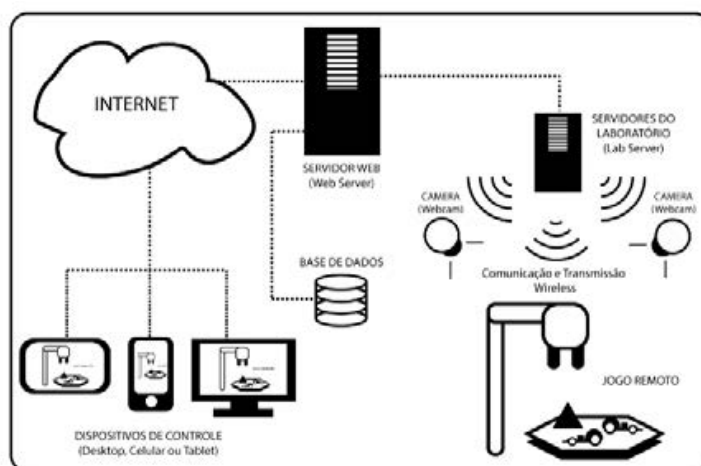 INTERNET
SERVIDOR WEB
(Web Server)
SERVIDORES DO
LABORATÓRIO
(Lab Server)
CAMERA
(Webcam)
CAMERA
(Webcam)
Comunicação e Transmissão
Wireless
BASE DE DADOS
JOGO REMOTO
DISPOSITIVOS DE CONTROLE
(Desktop, Celular ou Tablet)